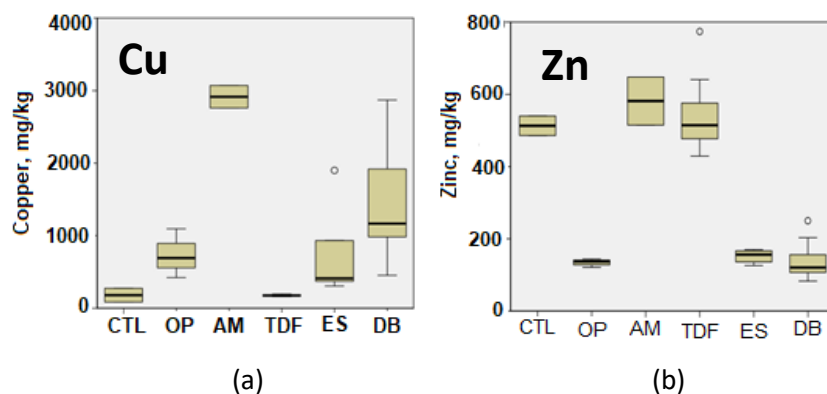 Cu
Copper, mg/kg
4000
3000
2000
1000
0
CTL OP AM TDF ES DB
(a)
Zn
Zinc, mg/kg
800
600
400
200
0
CTL OP AM TDF ES DB
(b)